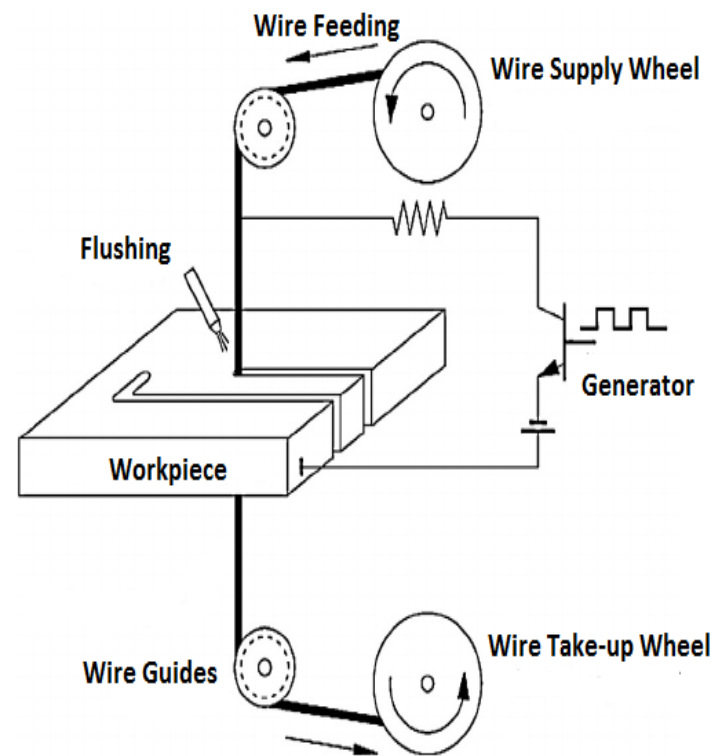 Wire Feeding
Wire Supply Wheel
Flushing
Generator
Workpiece
Wire Take-up Wheel
Wire Guides